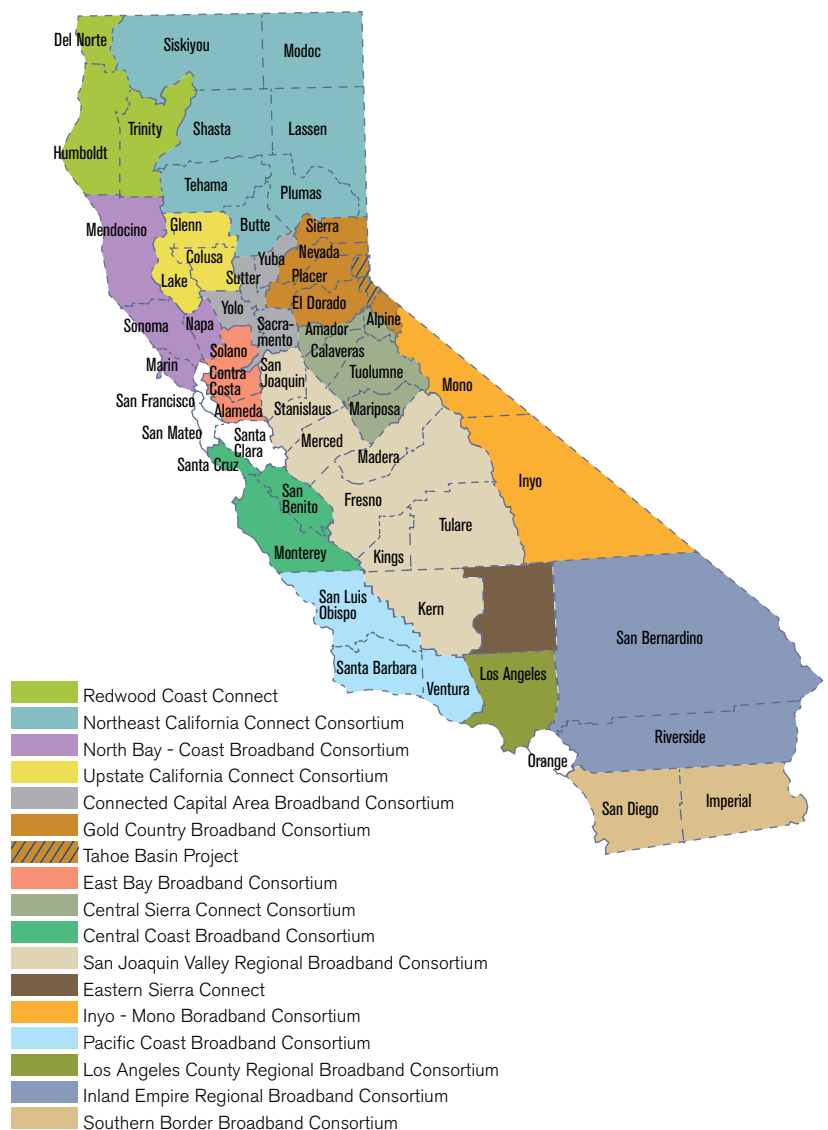 Del Norte
Siskiyou
Modoc
Trinity
Shasta
Lassen
Humboldt
Tehama
Plumas
Mendocino
Glenn
Butte
Sierra
Colusa
Yuba
Nevada
Lake
Sutter
Placer
El Dorado
Yolo
Sonoma
Napa
Sacra-
mento
Amador
Alpine
Marin
Solano
Calaveras
Contra
Costa
San
Joaquin
Tuolumne
Mono
San Francisco
Alameda
Stanislaus
Mariposa
San Mateo
Santa
Clara
Merced
Santa Cruz
Madera
Inyo
San
Benito
Fresno
Tulare
Monterey
Kings
San Luis
Obispo
Kern
San Bernardino
Santa Barbara
Ventura
Los Angeles
Riverside
Orange
San Diego
Imperial
Redwood Coast Connect
Northeast California Connect Consortium
North Bay - Coast Broadband Consortium
Upstate California Connect Consortium
Connected Capital Area Broadband Consortium
Gold Country Broadband Consortium
Tahoe Basin Project
East Bay Broadband Consortium
Central Sierra Connect Consortium
Central Coast Broadband Consortium
San Joaquin Valley Regional Broadband Consortium
Eastern Sierra Connect
Inyo - Mono Boradband Consortium
Pacific Coast Broadband Consortium
Los Angeles County Regional Broadband Consortium
Inland Empire Regional Broadband Consortium
Southern Border Broadband Consortium